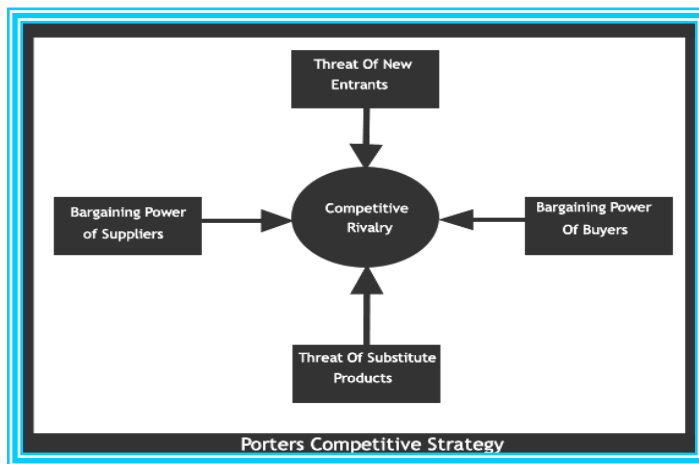 Threat Of New
Entrants
Bargaining Power
of Suppliers
Competitive
Rivalry
Bargaining Power
Of Buyers
Threat Of Substitute
Products
Porters Competitive Strategy